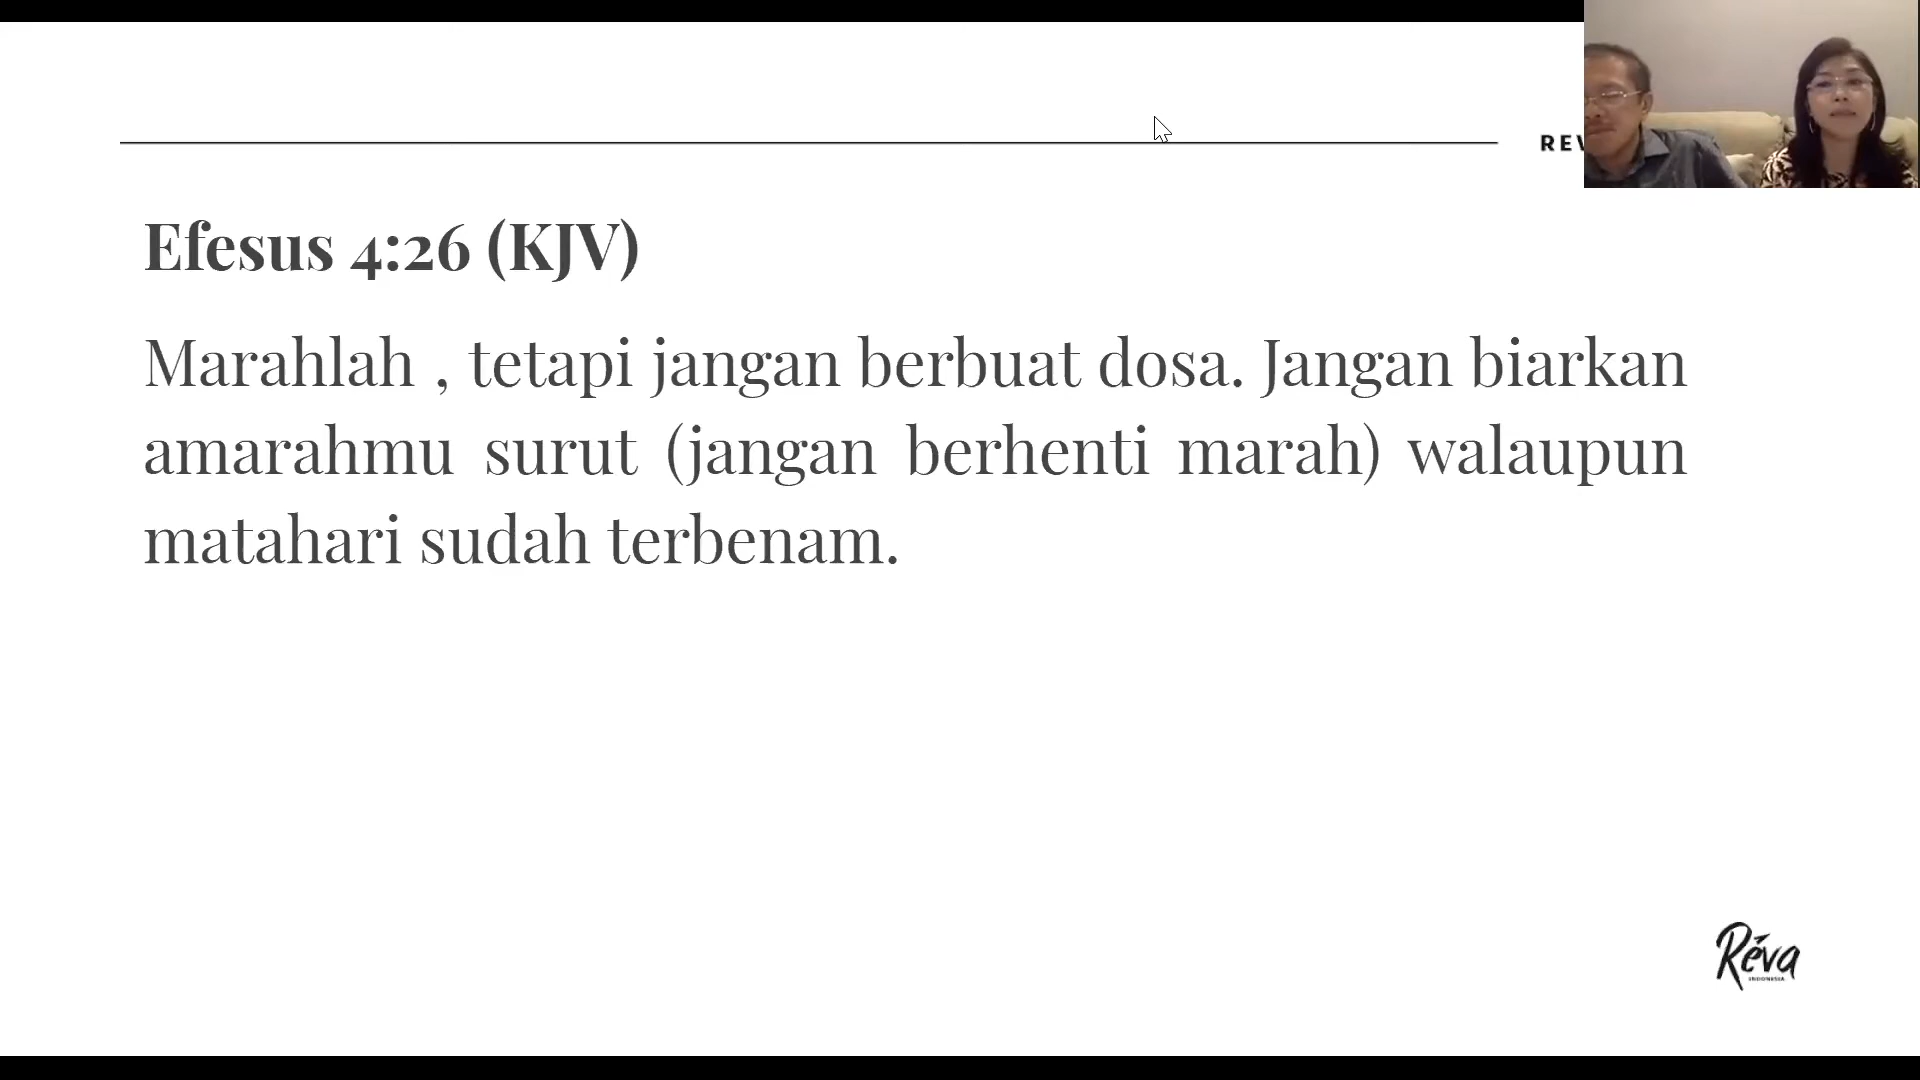 REV
Efesus 4:26 (KJV)
Marahlah , tetapi jangan berbuat dosa. Jangan biarkan
amarahmu surut (jangan berhenti marah) walaupun
matahari sudah terbenam.
Réva
INDONESIA